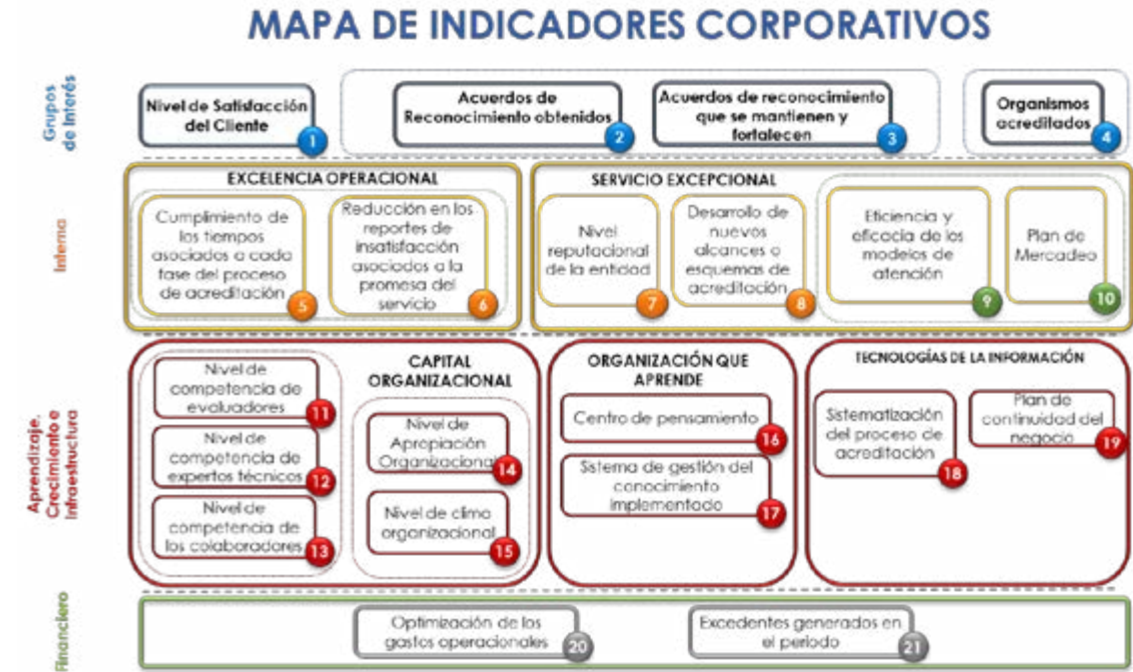 MAPA DE INDICADORES CORPORATIVOS
Grupos
de Interés
Nivel de Satisfacción
del Cliente
1
Acuerdos de
Reconocimiento obtenidos
2
Acuerdos de reconocimiento
que se mantienen y
fortalecen
3
Organismos
acreditados
4
Interna
EXCELENCIA OPERACIONAL
Cumplimiento de
los tiempos
asociados a cada
fase del proceso
de acreditación
5
Reducción en los
reportes de
insatisfacción
asociados a la
promesa del
servicio
6
SERVICIO EXCEPCIONAL
Nivel
reputacional
de la entidad
7
Desarrollo de
nuevos
alcances o
esquemas de
acreditación
8
Eficiencia y
eficacia de los
modelos de
atención
9
Plan de
Mercadeo
10
Aprendizaje,
Crecimiento e
Infraestructura
Nivel de
competencia de
evaluadores
11
Nivel de
competencia de
expertos técnicos
12
Nivel de
competencia de
los colaboradores
13
CAPITAL
ORGANIZACIONAL
Nivel de
Apropiación
Organizacional
14
Nivel de clima
organizacional
15
ORGANIZACIÓN QUE
APRENDE
Centro de pensamiento
16
Sistema de gestión del
conocimiento
implementado
17
TECNOLOGÍAS DE LA INFORMACIÓN
Sistematización
del proceso de
acreditación
18
Plan de
continuidad del
negocio
19
Financiero
Optimización de los
gastos operacionales
20
Excedentes generados en
el periodo
21